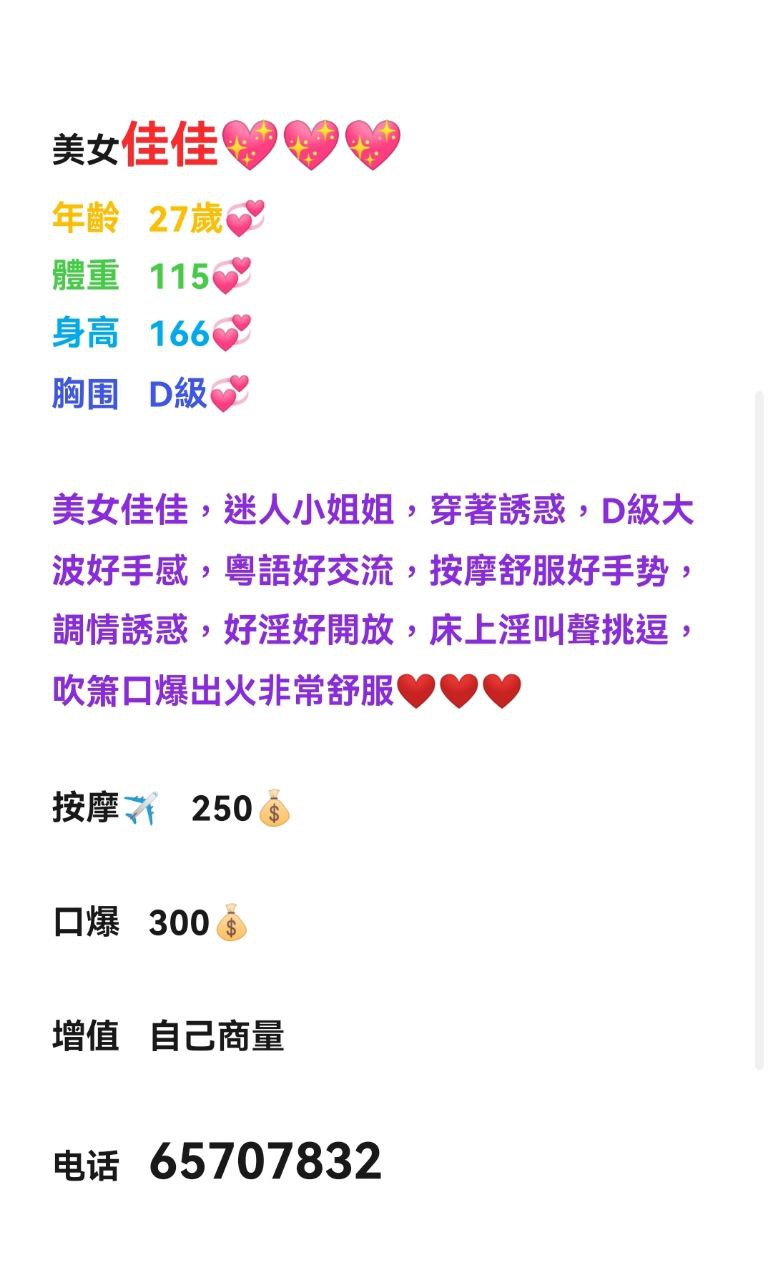 美女佳佳💖💖💖
年齡 27歲💞
體重 115💞
身高 166💞
胸围 D級💞
美女佳佳，迷人小姐姐，穿著誘惑，D級大
波好手感，粵語好交流，按摩舒服好手势，
調情誘惑，好淫好開放，床上淫叫聲挑逗，
吹箫口爆出火非常舒服❤️❤️❤️
按摩✈️ 250💰
口爆 300💰
增值 自己商量
电话 65707832